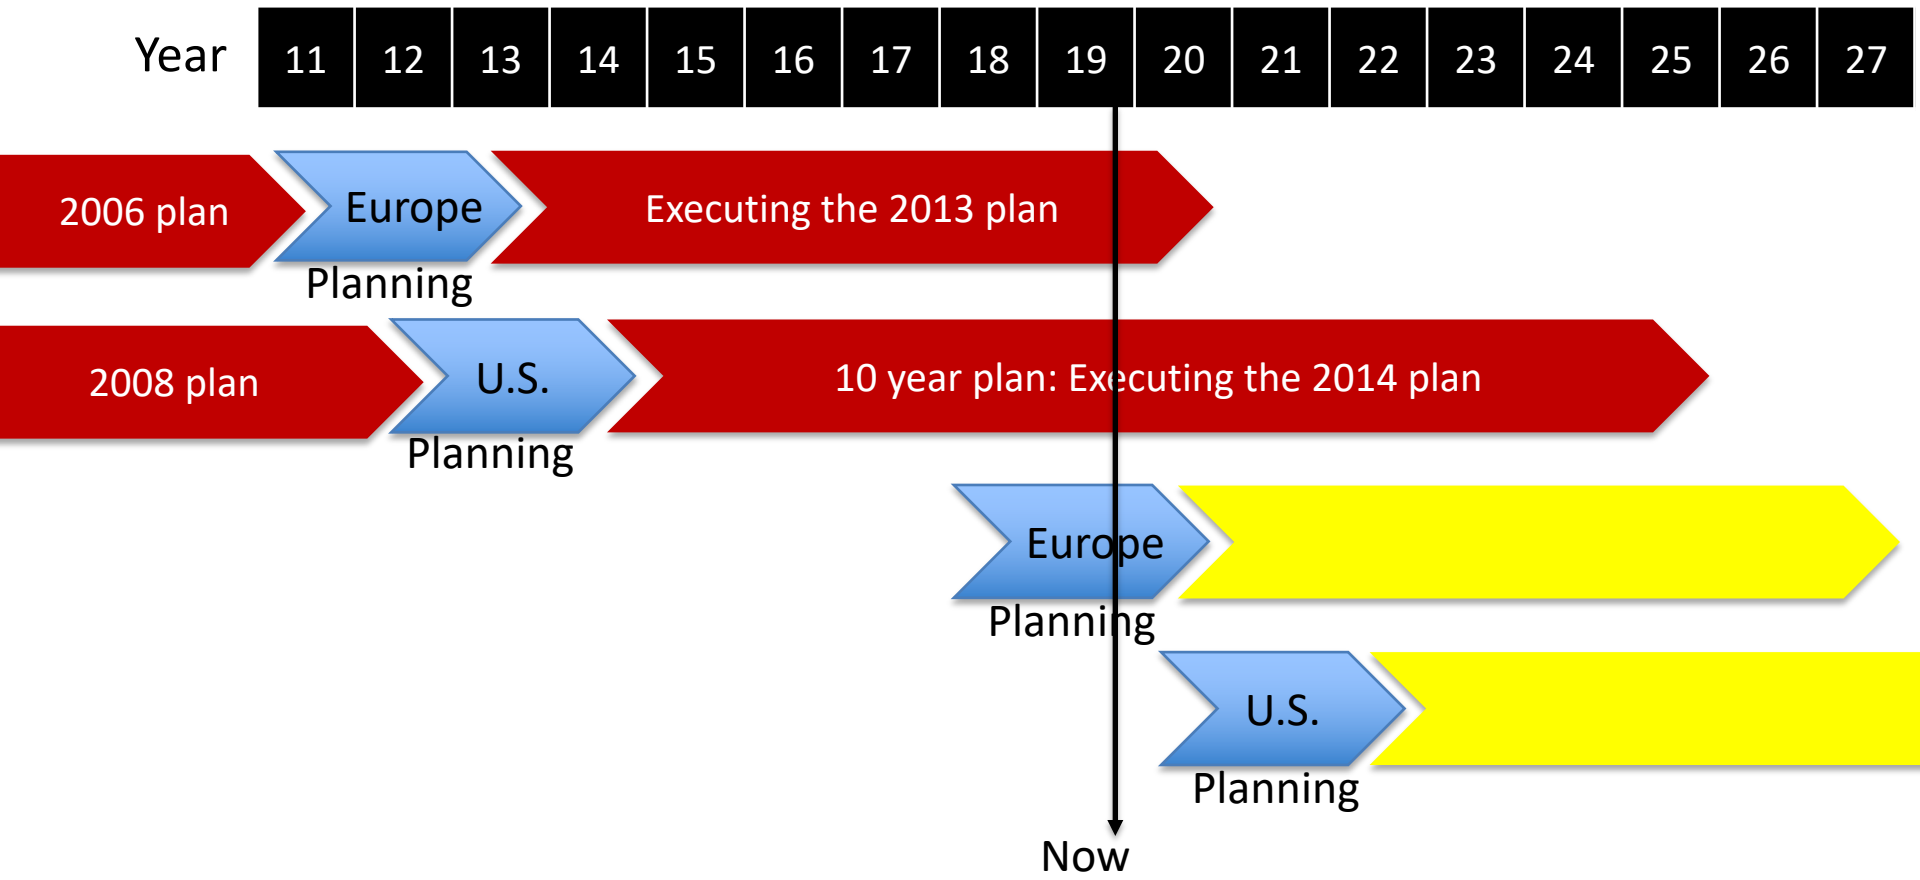 Year 11 12 13 14 15 16 17 18 19 20 21 22 23 24 25 26 27
2006 plan Europe Executing the 2013 plan
Planning
2008 plan U.S. 10 year plan: Executing the 2014 plan
Planning
Europe
Planning
U.S.
Planning
Now